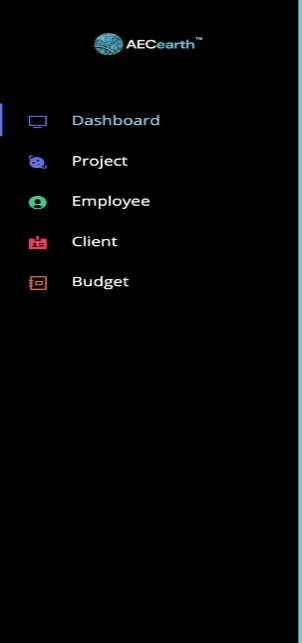 AECearth™
Dashboard
Project
Employee
Client
Budget